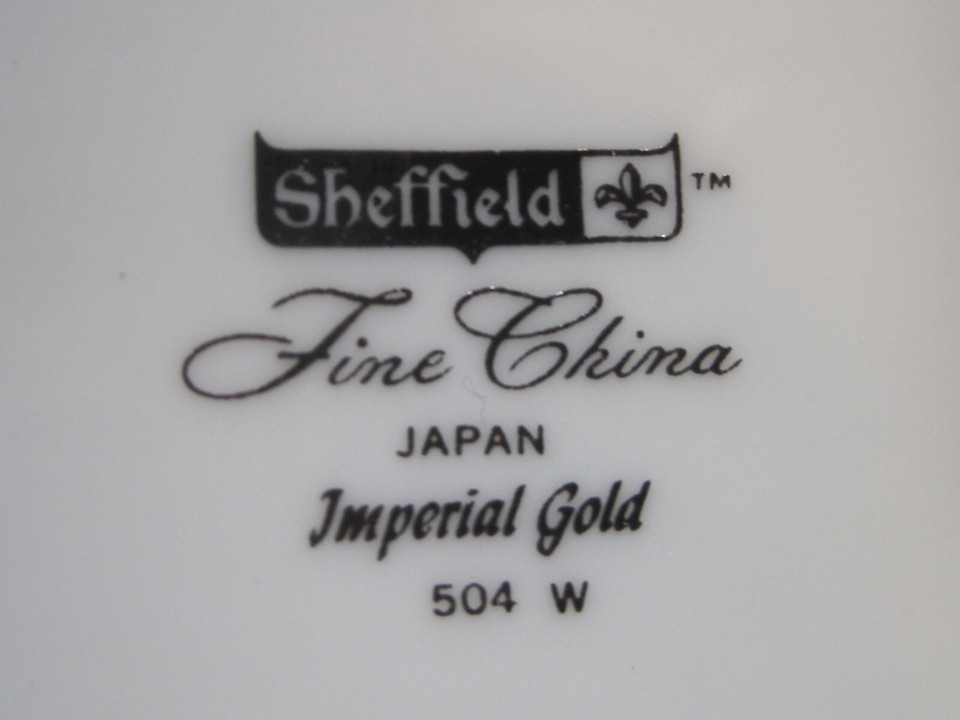 Sheffield TM
Fine China
JAPAN
Imperial Gold
504 W